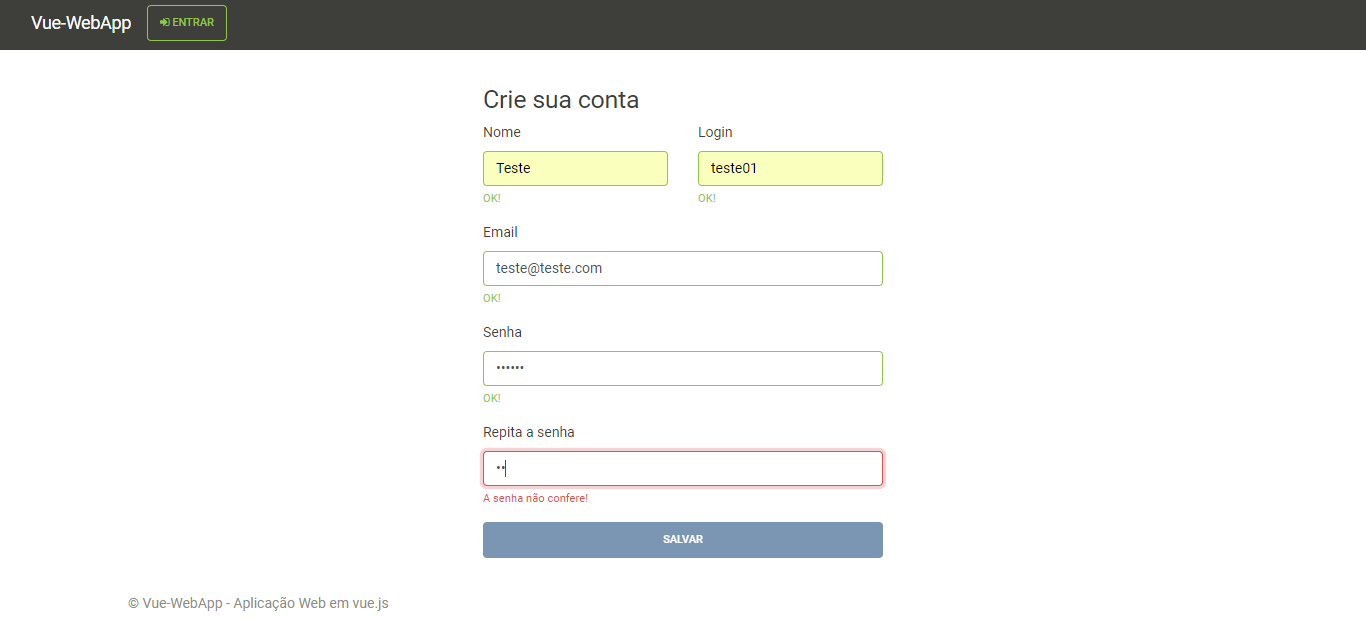 Vue-WebApp ENTRAR
Crie sua conta
Nome Login
Teste teste01
OK! OK!
Email
teste@teste.com
OK!
Senha
••••••
OK!
Repita a senha
••
A senha não confere!
SALVAR
© Vue-WebApp - Aplicação Web em vue.js